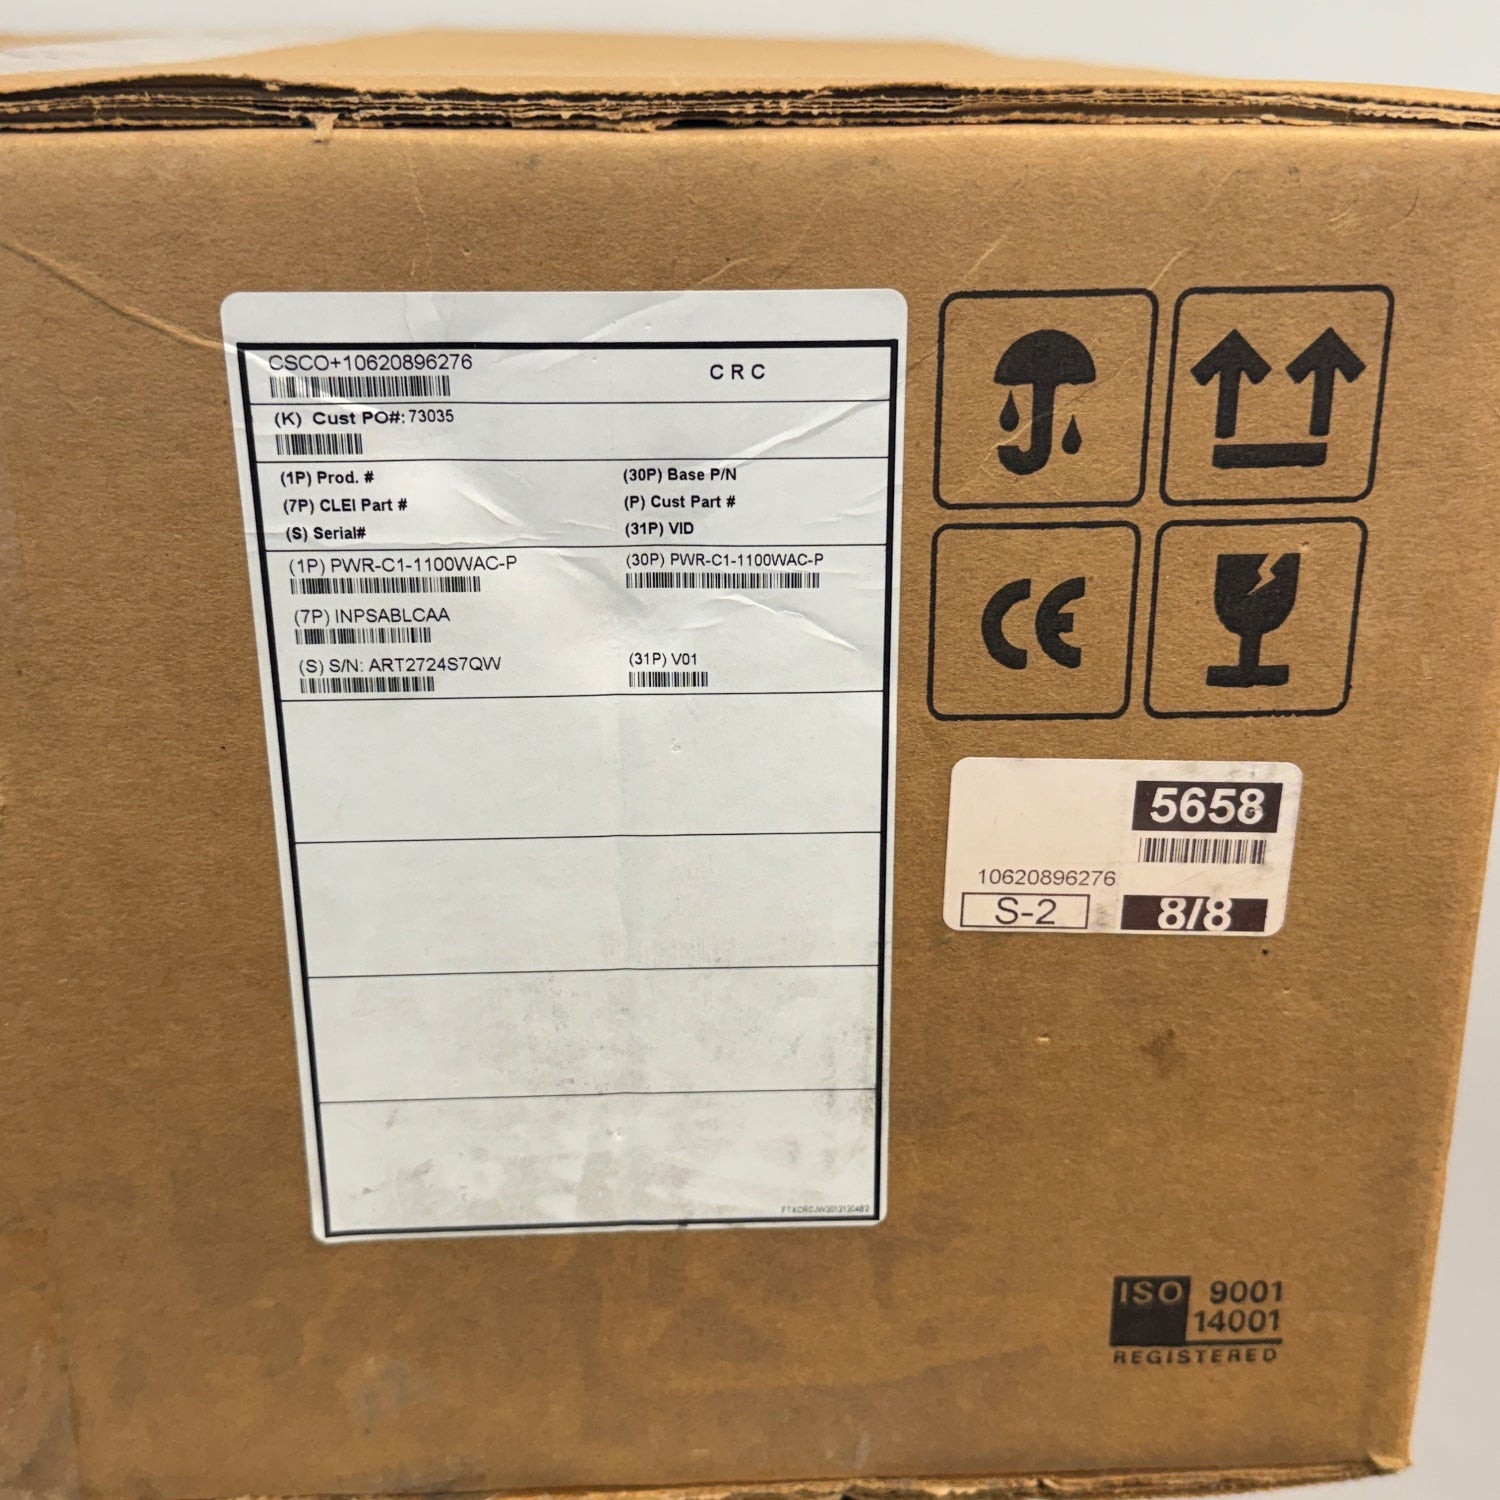 CSCO+10620896276
CRC
(K) Cust PO#: 73035
(1P) Prod. #
(30P) Base P/N
(7P) CLEI Part #
(P) Cust Part #
(S) Serial#
(31P) VID
(1P) PWR-C1-1100WAC-P
(30P) PWR-C1-1100WAC-P
(7P) INPSABLCAA
(S) S/N: ART2724S7QW
(31P) V01
5658
10620896276
S-2
8/8
ISO 9001
14001
REGISTERED
CE